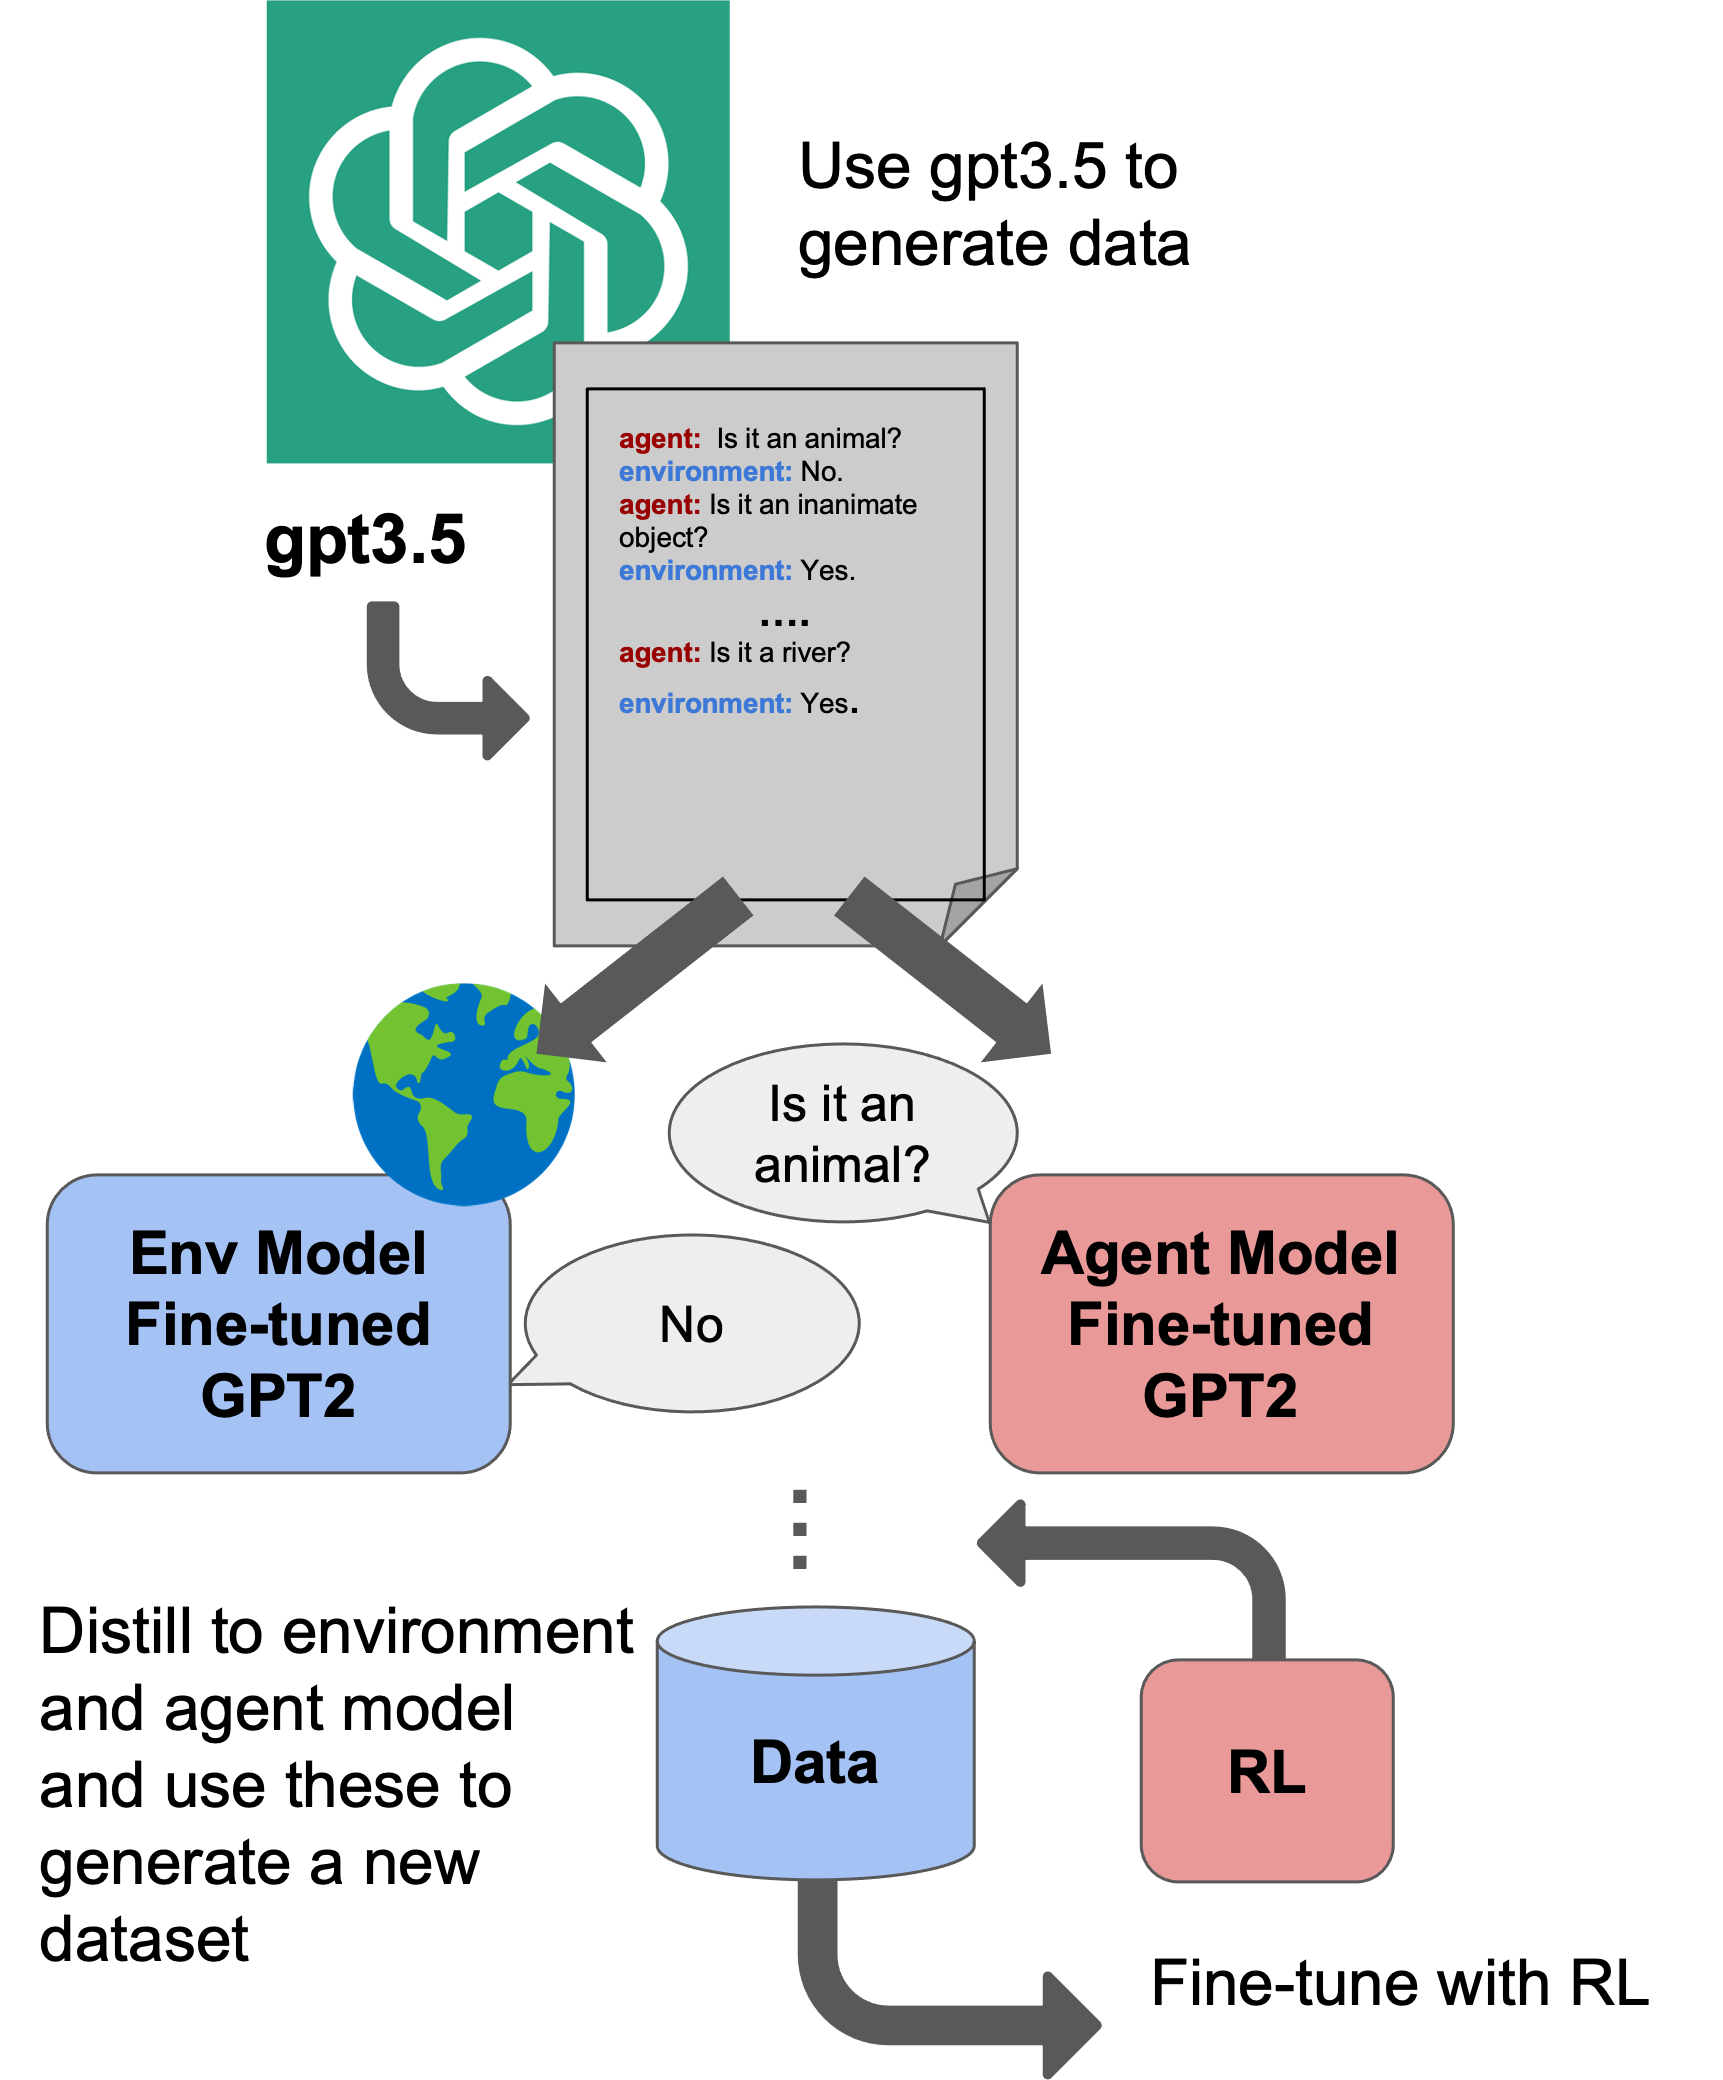 Use gpt3.5 to
generate data
gpt3.5
agent: Is it an animal?
environment: No.
agent: Is it an inanimate
object?
environment: Yes.
....
agent: Is it a river?
environment: Yes.
Is it an
animal?
Env Model
Fine-tuned
GPT2
No
Agent Model
Fine-tuned
GPT2
Distill to environment
and agent model
and use these to
generate a new
dataset
Data
RL
Fine-tune with RL